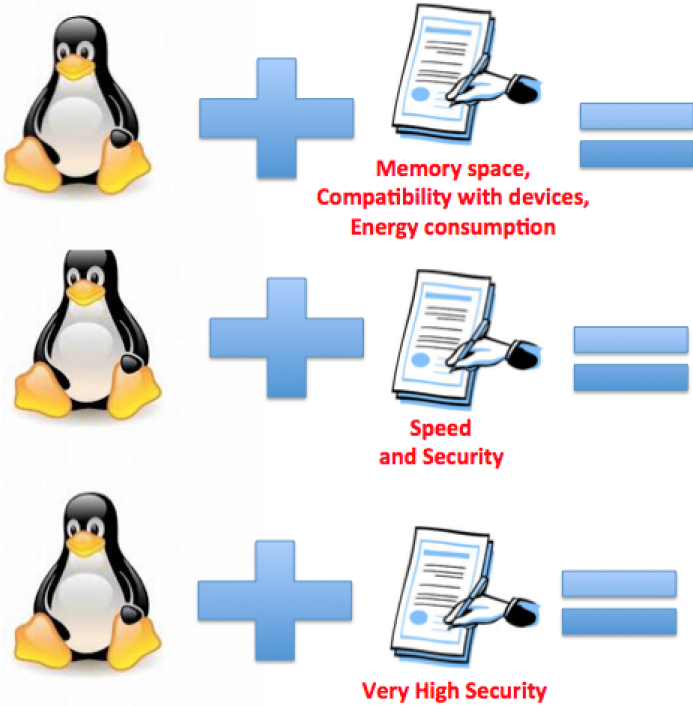 Memory space,
Compatibility with devices,
Energy consumption
Speed
and Security
Very High Security